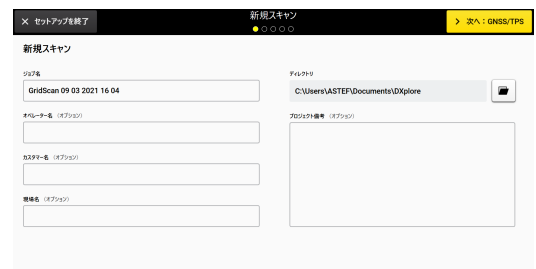 × セットアップを終了
新規スキャン
> 次へ：GNSS/TPS
新規スキャン
ジョブ名
GridScan 09 03 2021 16 04
オペレーター名 （オプション）
カスタマー名 （オプション）
現場名 （オプション）
ディレクトリ
C:\Users\ASTEF\Documents\DXplore
プロジェクト備考 （オプション）